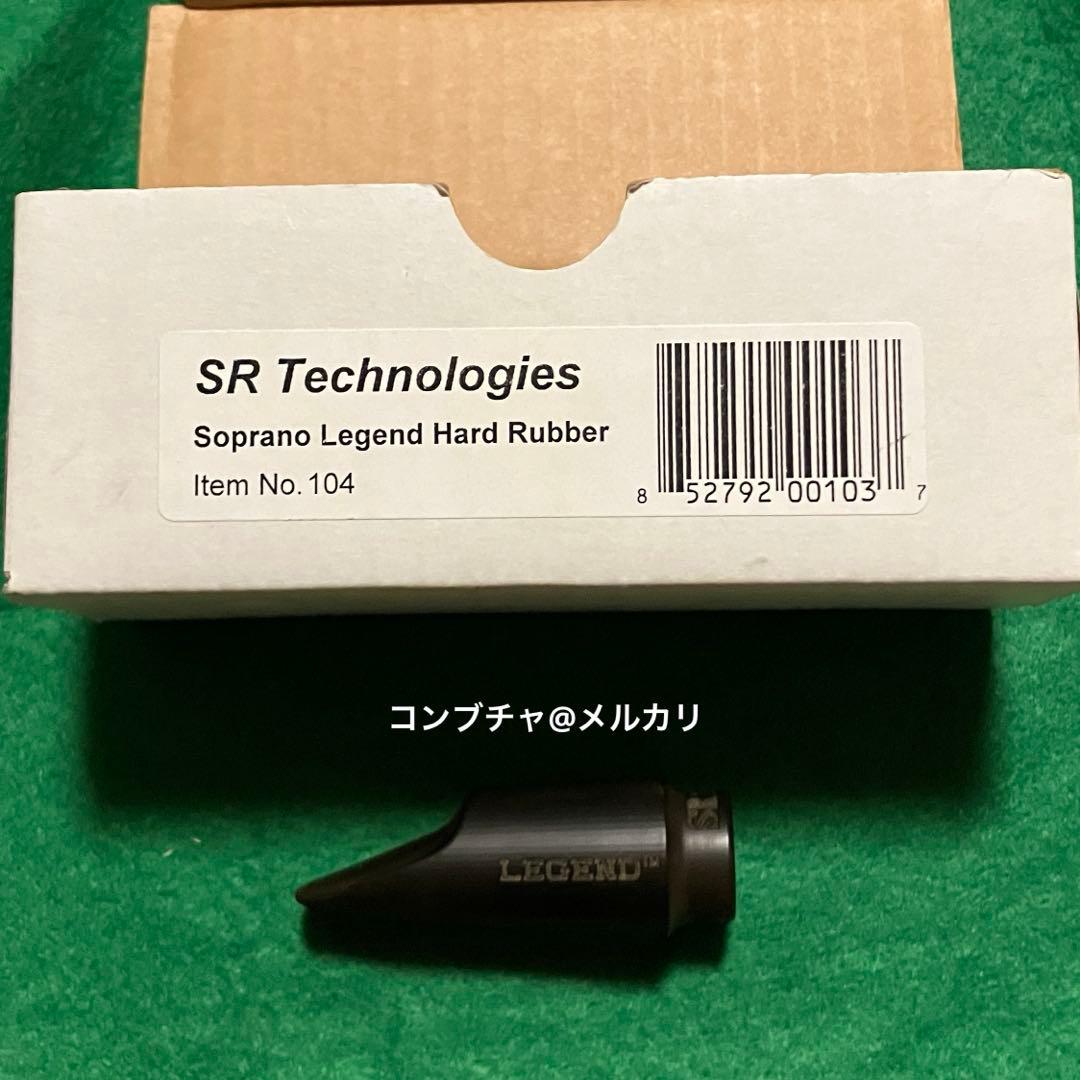 SR Technologies
Soprano Legend Hard Rubber
Item No. 104
8 52792 00103 7
コンブチャ@メルカリ
LEGEND™
SR